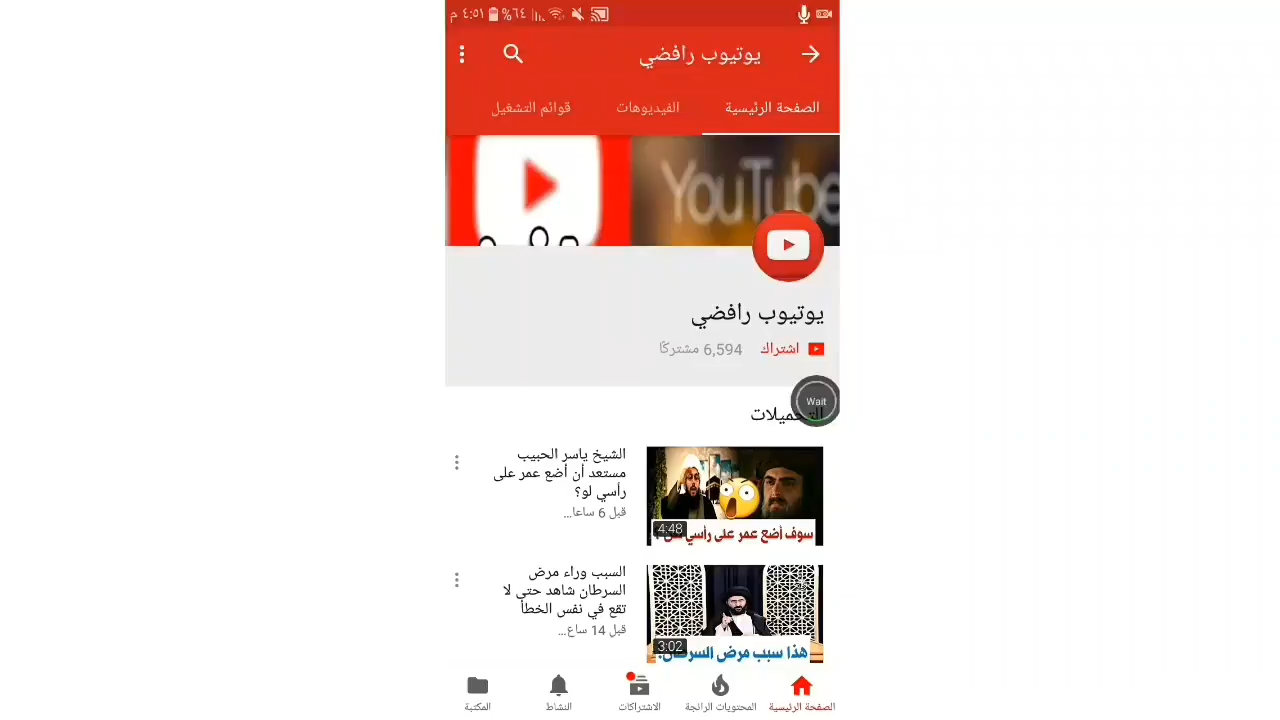 ٤:٥١ م ٦٤%
يوتيوب رافضي
الصفحة الرئيسية الفيديوهات قوائم التشغيل
YouTube
يوتيوب رافضي
اشتراك 6,594 مشتركًا
Wait
التحميلات
الشيخ ياسر الحبيب
مستعد أن أضع عمر على
رأسي لو؟
قبل 6 ساعا...
4:48
سوف أضع عمر على رأسي
السبب وراء مرض
السرطان شاهد حتى لا
تقع في نفس الخطأ
قبل 14 ساع...
3:02
هذا سبب مرض السرطان.!
الصفحة الرئيسية المحتويات الرائجة الاشتراكات النشاط المكتبة